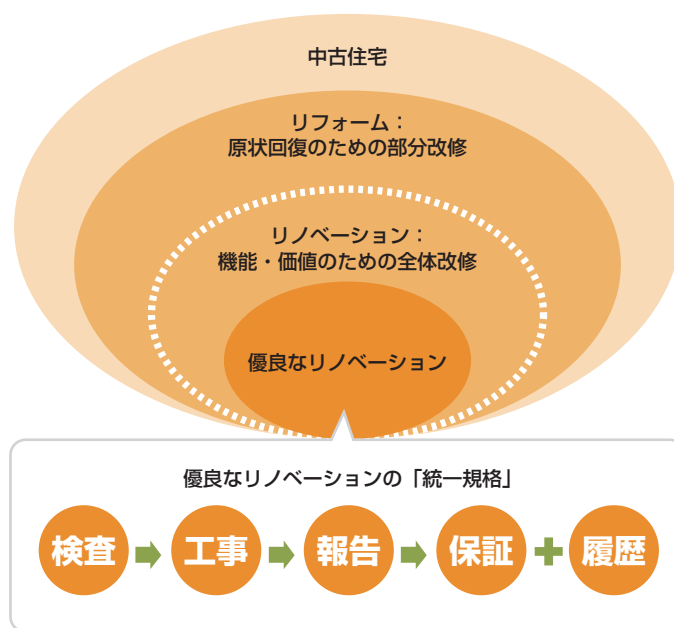 中古住宅
リフォーム：
原状回復のための部分改修
リノベーション：
機能・価値のための全体改修
優良なリノベーション
優良なリノベーションの「統一規格」
検査 工事 報告 保証 履歴